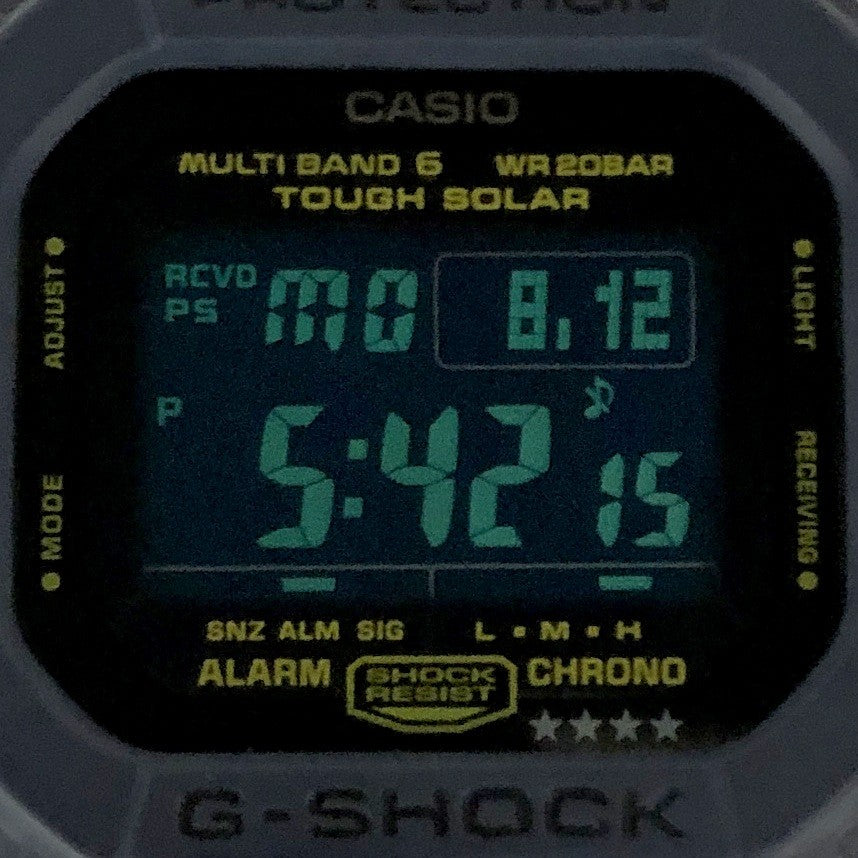 PROTECTION
CASIO
MULTI BAND 6 WR20BAR
TOUGH SOLAR
ADJUST
LIGHT
RCVD
PS
MO 8.12
P
5:42 15
MODE
RECEIVING
SNZ ALM SIG L M H
ALARM SHOCK RESIST CHRONO
G-SHOCK